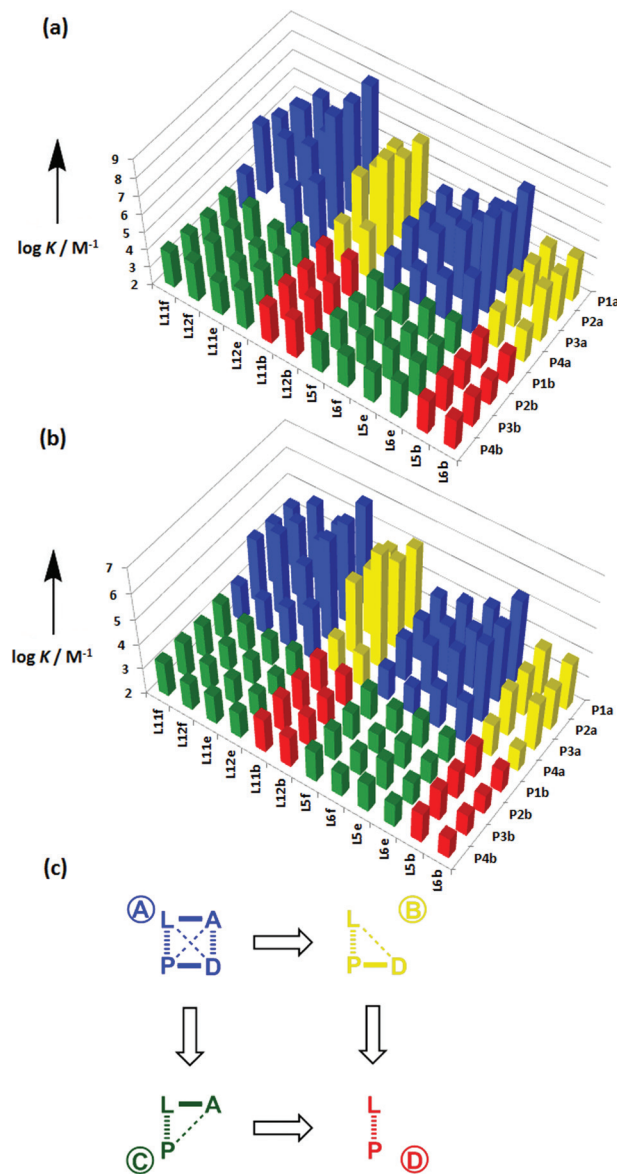 (a)
9
8
7
6
5
4
3
2
log K / M⁻¹
L11f
L12f
L11e
L12e
L11b
L12b
L5f
L6f
L5e
L6e
L5b
L6b
P1a
P2a
P3a
P4a
P1b
P2b
P3b
P4b
(b)
7
6
5
4
3
2
log K / M⁻¹
L11f
L12f
L11e
L12e
L11b
L12b
L5f
L6f
L5e
L6e
L5b
L6b
P1a
P2a
P3a
P4a
P1b
P2b
P3b
P4b
(c)
A L A
P D
L B
P D
L A
C P
L
P D